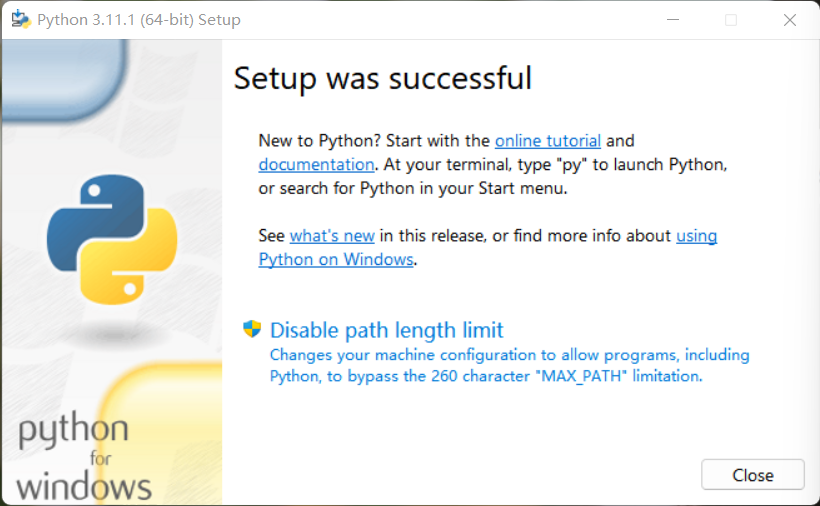 Python 3.11.1 (64-bit) Setup
Setup was successful
New to Python? Start with the online tutorial and
documentation. At your terminal, type "py" to launch Python,
or search for Python in your Start menu.
See what's new in this release, or find more info about using
Python on Windows.
Disable path length limit
Changes your machine configuration to allow programs, including
Python, to bypass the 260 character "MAX_PATH" limitation.
python
for
windows
Close